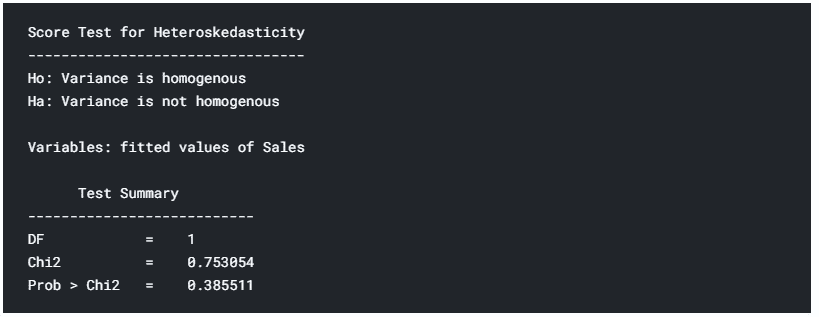 Score Test for Heteroskedasticity
---------------------------------
Ho: Variance is homogenous
Ha: Variance is not homogenous
Variables: fitted values of Sales
Test Summary
---------------------------
DF = 1
Chi2 = 0.753054
Prob > Chi2 = 0.385511